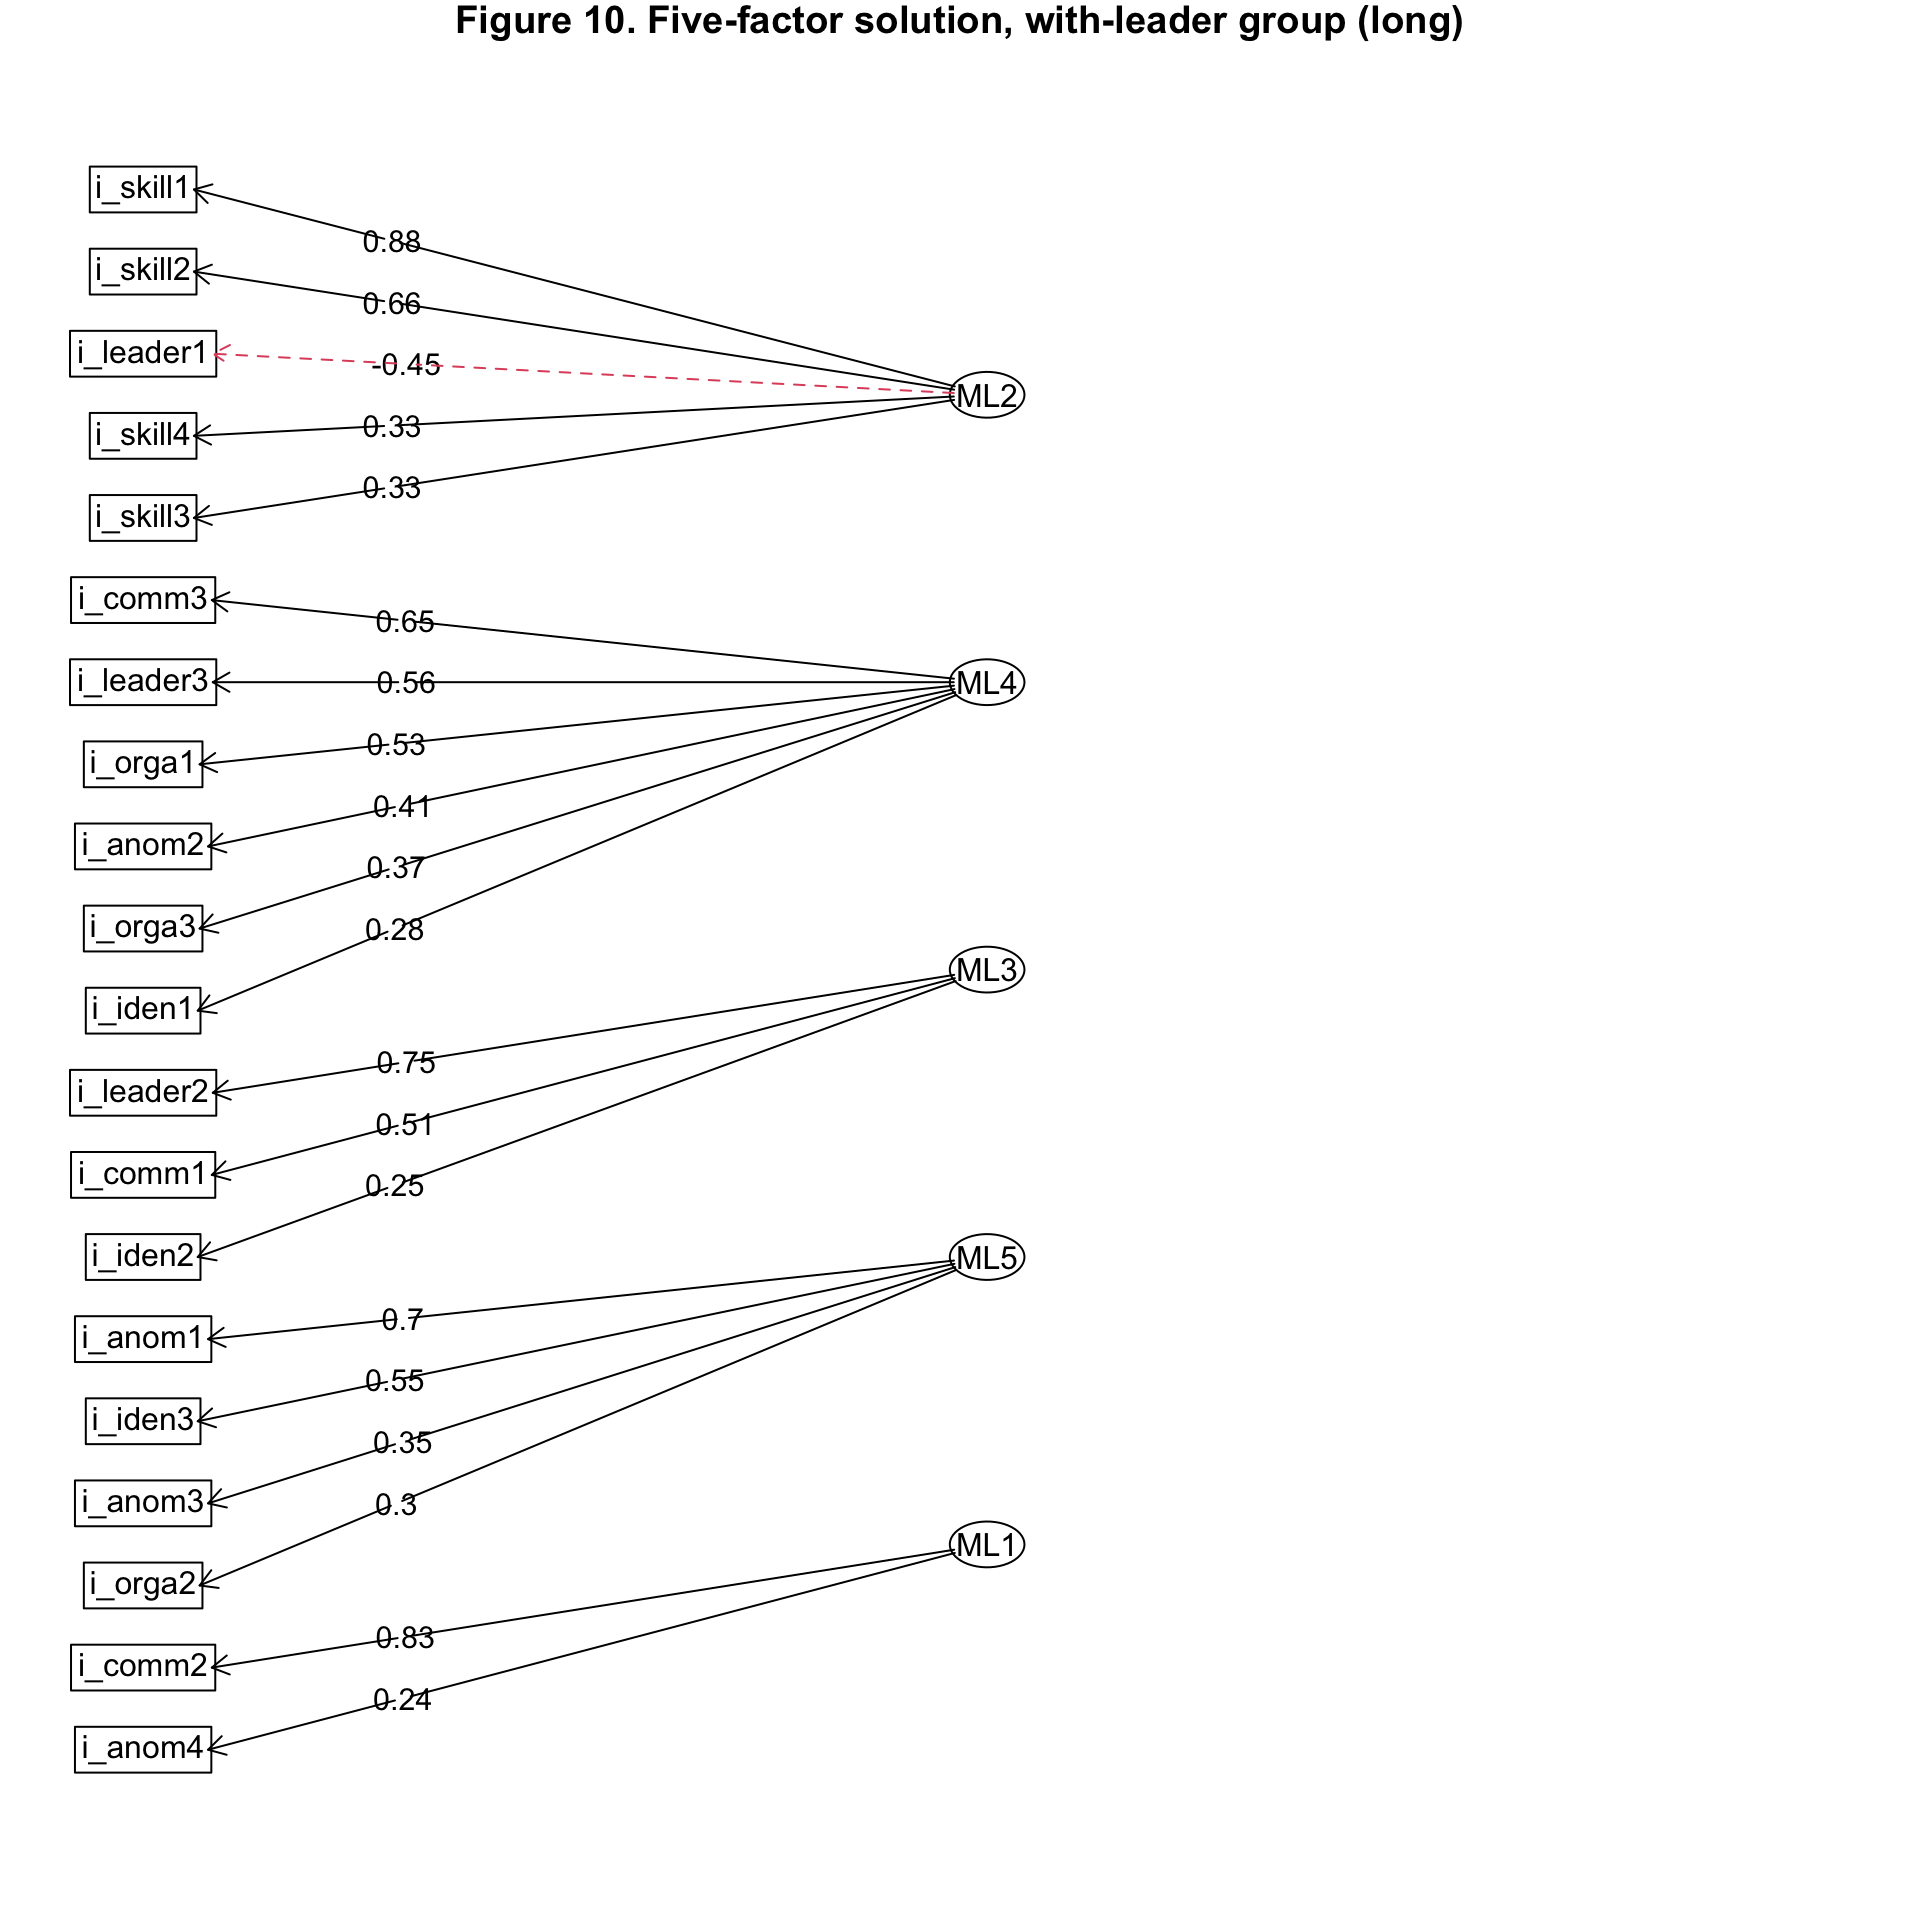 Figure 10. Five-factor solution, with-leader group (long)
i_skill1
0.88
i_skill2
0.66
i_leader1
-0.45
ML2
i_skill4
0.33
0.33
i_skill3
i_comm3
0.65
i_leader3
0.56
ML4
i_orga1
0.53
0.41
i_anom2
0.37
i_orga3
0.28
ML3
i_iden1
0.75
i_leader2
0.51
i_comm1
0.25
i_iden2
ML5
0.7
i_anom1
0.55
i_iden3
0.35
i_anom3
0.3
ML1
i_orga2
0.83
i_comm2
0.24
i_anom4